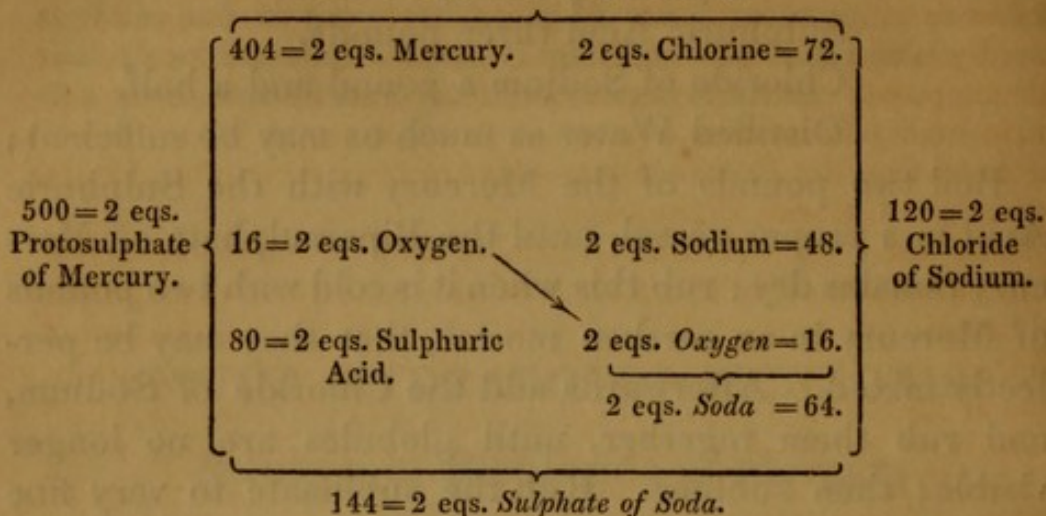 404=2 eqs. Mercury. 2 eqs. Chlorine=72.
500=2 eqs.
Protosulphate
of Mercury.
16=2 eqs. Oxygen. 2 eqs. Sodium=48.
120=2 eqs.
Chloride
of Sodium.
80=2 eqs. Sulphuric
Acid.
2 eqs. Oxygen=16.
2 eqs. Soda =64.
144=2 eqs. Sulphate of Soda.